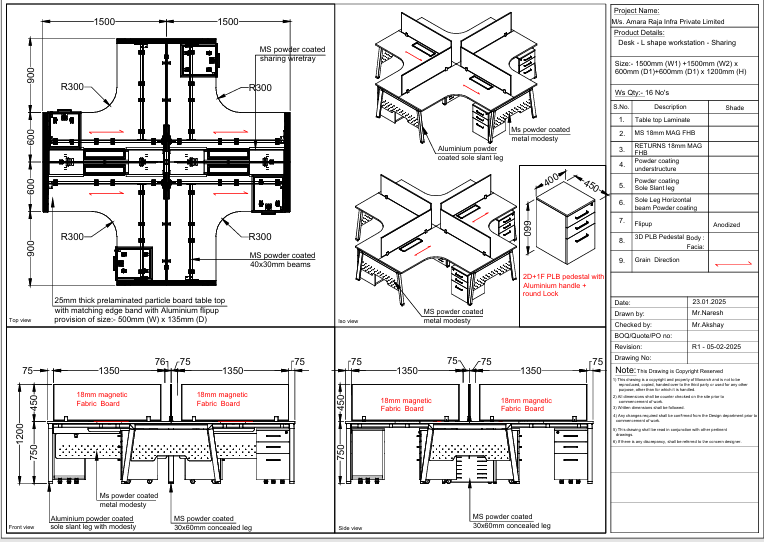 1500
1500
MS powder coated
sharing wiretray
900
R300
R300
600
600
900
R300
R300
MS powder coated
40x30mm beams
25mm thick prelaminated particle board table top
with matching edge band with Aluminium flipup
provision of size:- 500mm (W) x 135mm (D)
Top view
Aluminium powder
coated sole slant leg
Ms powder coated
metal modesty
MS powder coated
metal modesty
Iso view
400
450
600
2D+1F PLB pedestal with
Aluminium handle +
round Lock
75
1350
76
75
1350
75
18mm magnetic
Fabric Board
18mm magnetic
Fabric Board
450
1200
750
Ms powder coated
metal modesty
Aluminium powder coated
sole slant leg with modesty
MS powder coated
30x60mm concealed leg
Front view
75
1350
75
75
1350
75
18mm magnetic
Fabric Board
18mm magnetic
Fabric Board
450
750
MS powder coated
30x60mm concealed leg
Side view
Project Name:
M/s. Amara Raja Infra Private Limited
Product Details:
Desk - L shape workstation - Sharing
Size:- 1500mm (W1) +1500mm (W2) x
600mm (D1)+600mm (D1) x 1200mm (H)
Ws Qty:- 16 No's
S.No. Description Shade
1. Table top Laminate
2. MS 18mm MAG FHB
3. RETURNS 18mm MAG
FHB
4. Powder coating
understructure
5. Powder coating
Sole Slant leg
6. Sole Leg Horizontal
beam Powder coating
7. Flipup Anodized
8. 3D PLB Pedestal Body :
Facia:
9. Grain Direction
Date: 23.01.2025
Drawn by: Mr.Naresh
Checked by: Mr.Akshay
BOQ/Quote/PO no:
Revision: R1 - 05-02-2025
Drawing No:
Note: This Drawing is Copyright Reserved
1) This drawing is a copyright and property of and is not to be
reproduced, copied, handed over to the third party or used for any other
purpose, other than for which it is handed.
2) All dimensions shall be counter checked on the site prior to
commencement of work.
3) Written dimensions shall be followed.
4) Any changes required shall be confirmed from the Design department prior to
commencement of work.
5) This drawing shall be read in conjunction with other pertinent
drawings.
6) If there is any discrepancy, shall be referred to the concern designer.